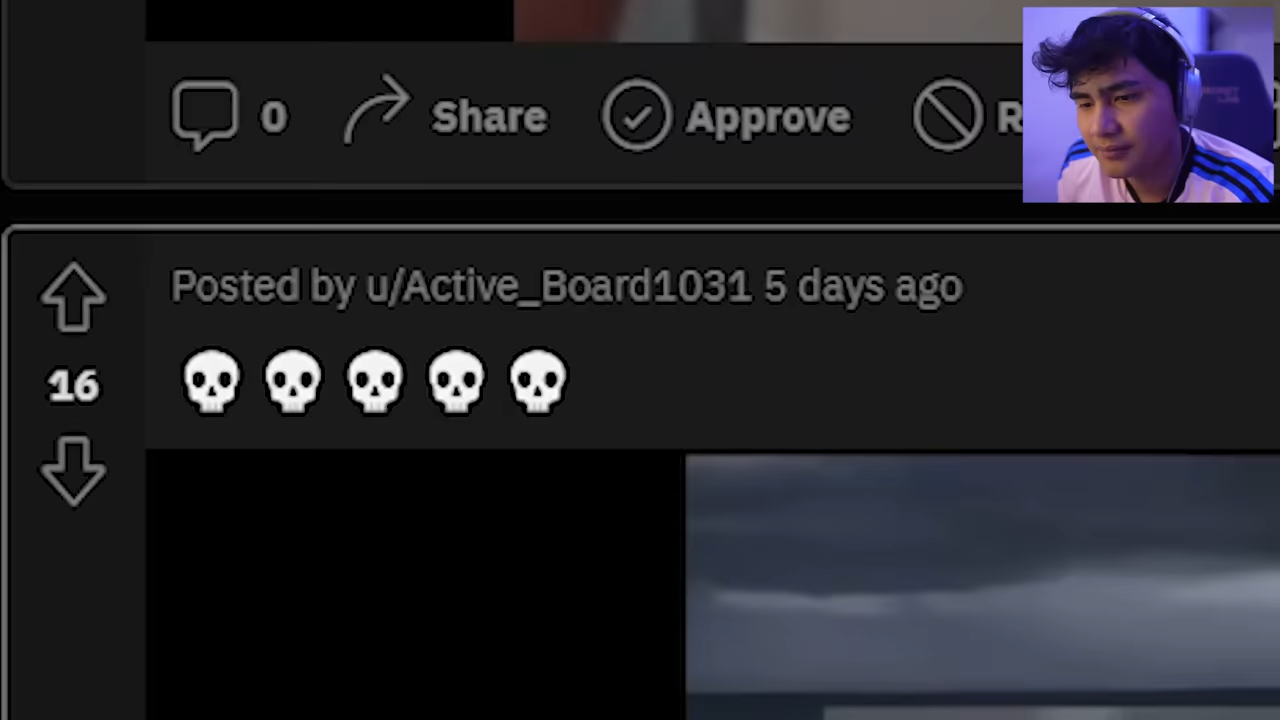 0 Share Approve R
Posted by u/Active_Board1031 5 days ago
16
💀 💀 💀 💀 💀